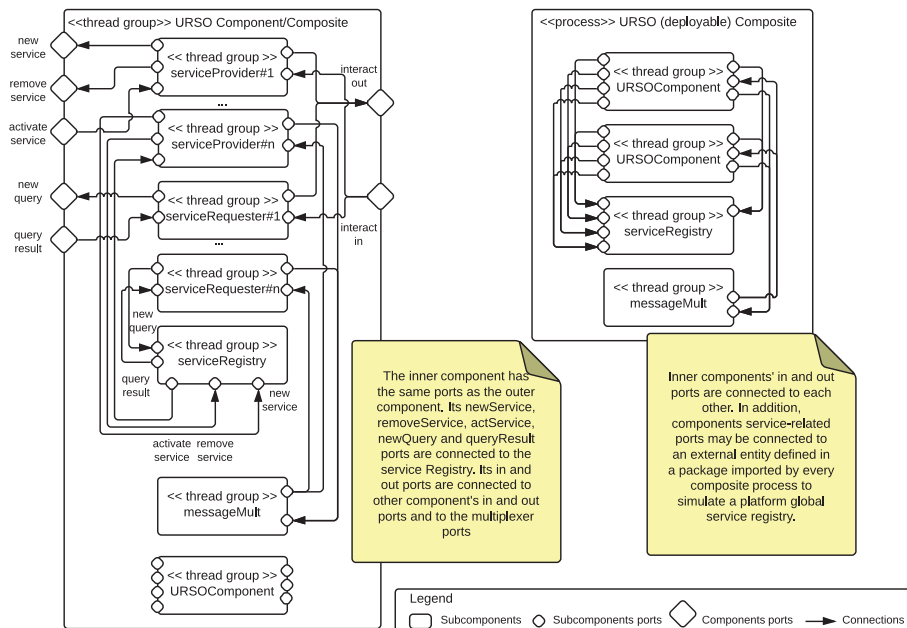 <<thread group>> URSO Component/Composite
new
service
remove
service
activate
service
new
query
query
result
interact
out
interact
in
<< thread group >>
serviceProvider#1
...
<< thread group >>
serviceProvider#n
<< thread group >>
serviceRequester#1
...
<< thread group >>
serviceRequester#n
new
query
<< thread group >>
serviceRegistry
query
result
new
service
activate remove
service service
<< thread group >>
messageMult
<< thread group >>
URSOComponent
<<process>> URSO (deployable) Composite
<< thread group >>
URSOComponent
<< thread group >>
URSOComponent
<< thread group >>
serviceRegistry
<< thread group >>
messageMult
The inner component has
the same ports as the outer
component. Its newService,
removeService, actService,
newQuery and queryResult
ports are connected to the
service Registry. Its in and
out ports are connected to
other component's in and out
ports and to the multiplexer
ports
Inner components' in and out
ports are connected to each
other. In addition,
components service-related
ports may be connected to
an external entity defined in
a package imported by every
composite process to
simulate a platform global
service registry.
Legend
Subcomponents Subcomponents ports Components ports Connections